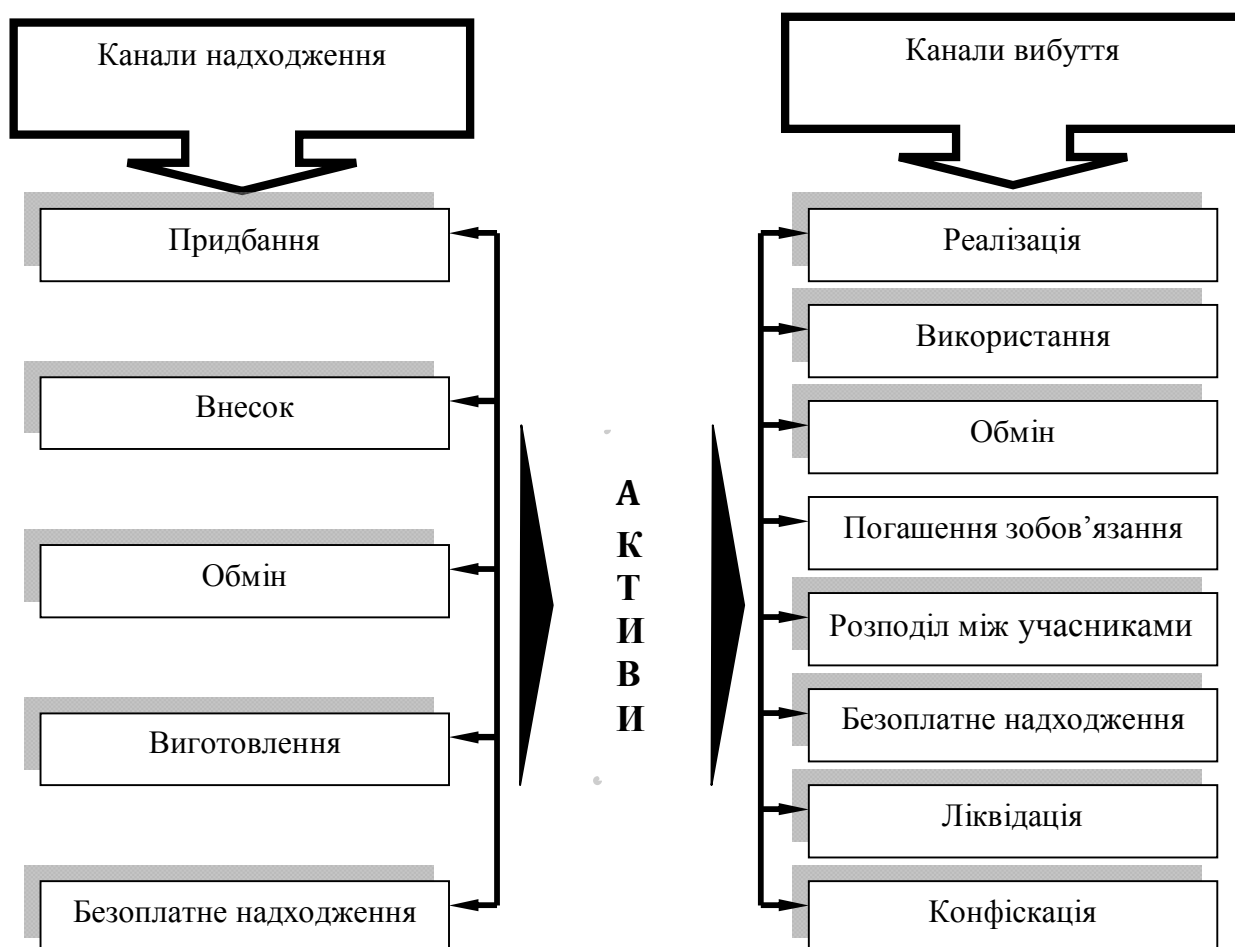 Канали надходження
Придбання
Внесок
Обмін
Виготовлення
Безоплатне надходження
А
К
Т
И
В
И
Канали вибуття
Реалізація
Використання
Обмін
Погашення зобов’язання
Розподіл між учасниками
Безоплатне надходження
Ліквідація
Конфіскація